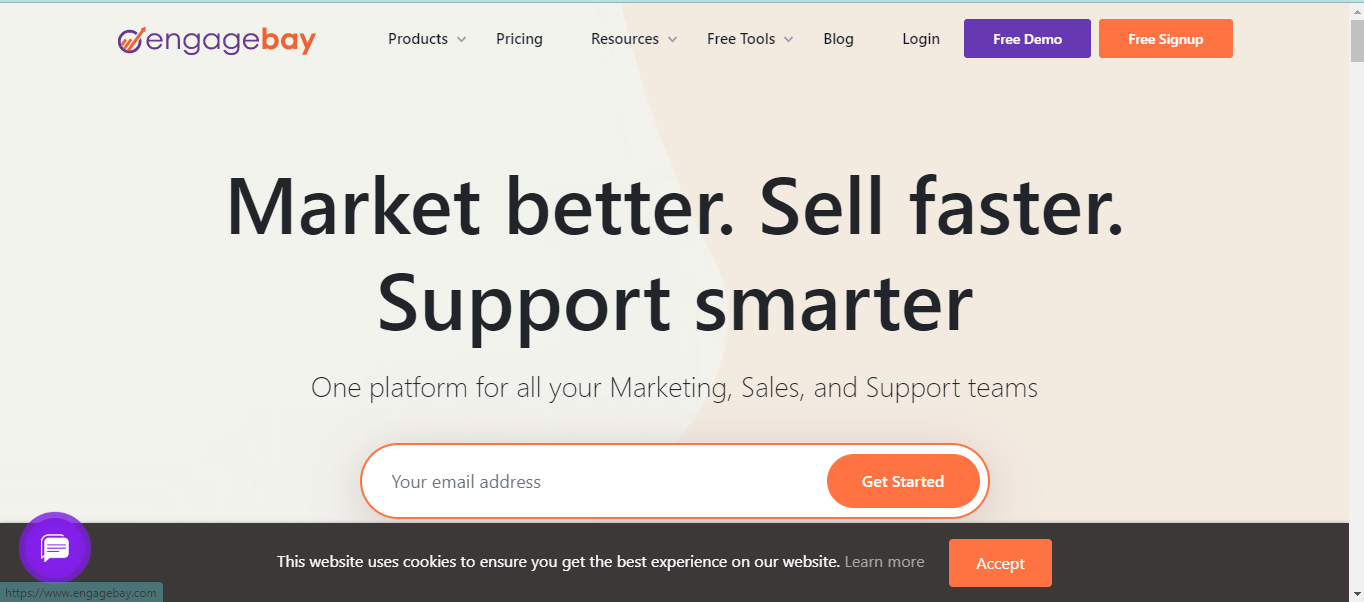 engagebay Products Pricing Resources Free Tools Blog Login Free Demo Free Signup
Market better. Sell faster.
Support smarter
One platform for all your Marketing, Sales, and Support teams
Your email address Get Started
This website uses cookies to ensure you get the best experience on our website. Learn more Accept
https://www.engagebay.com